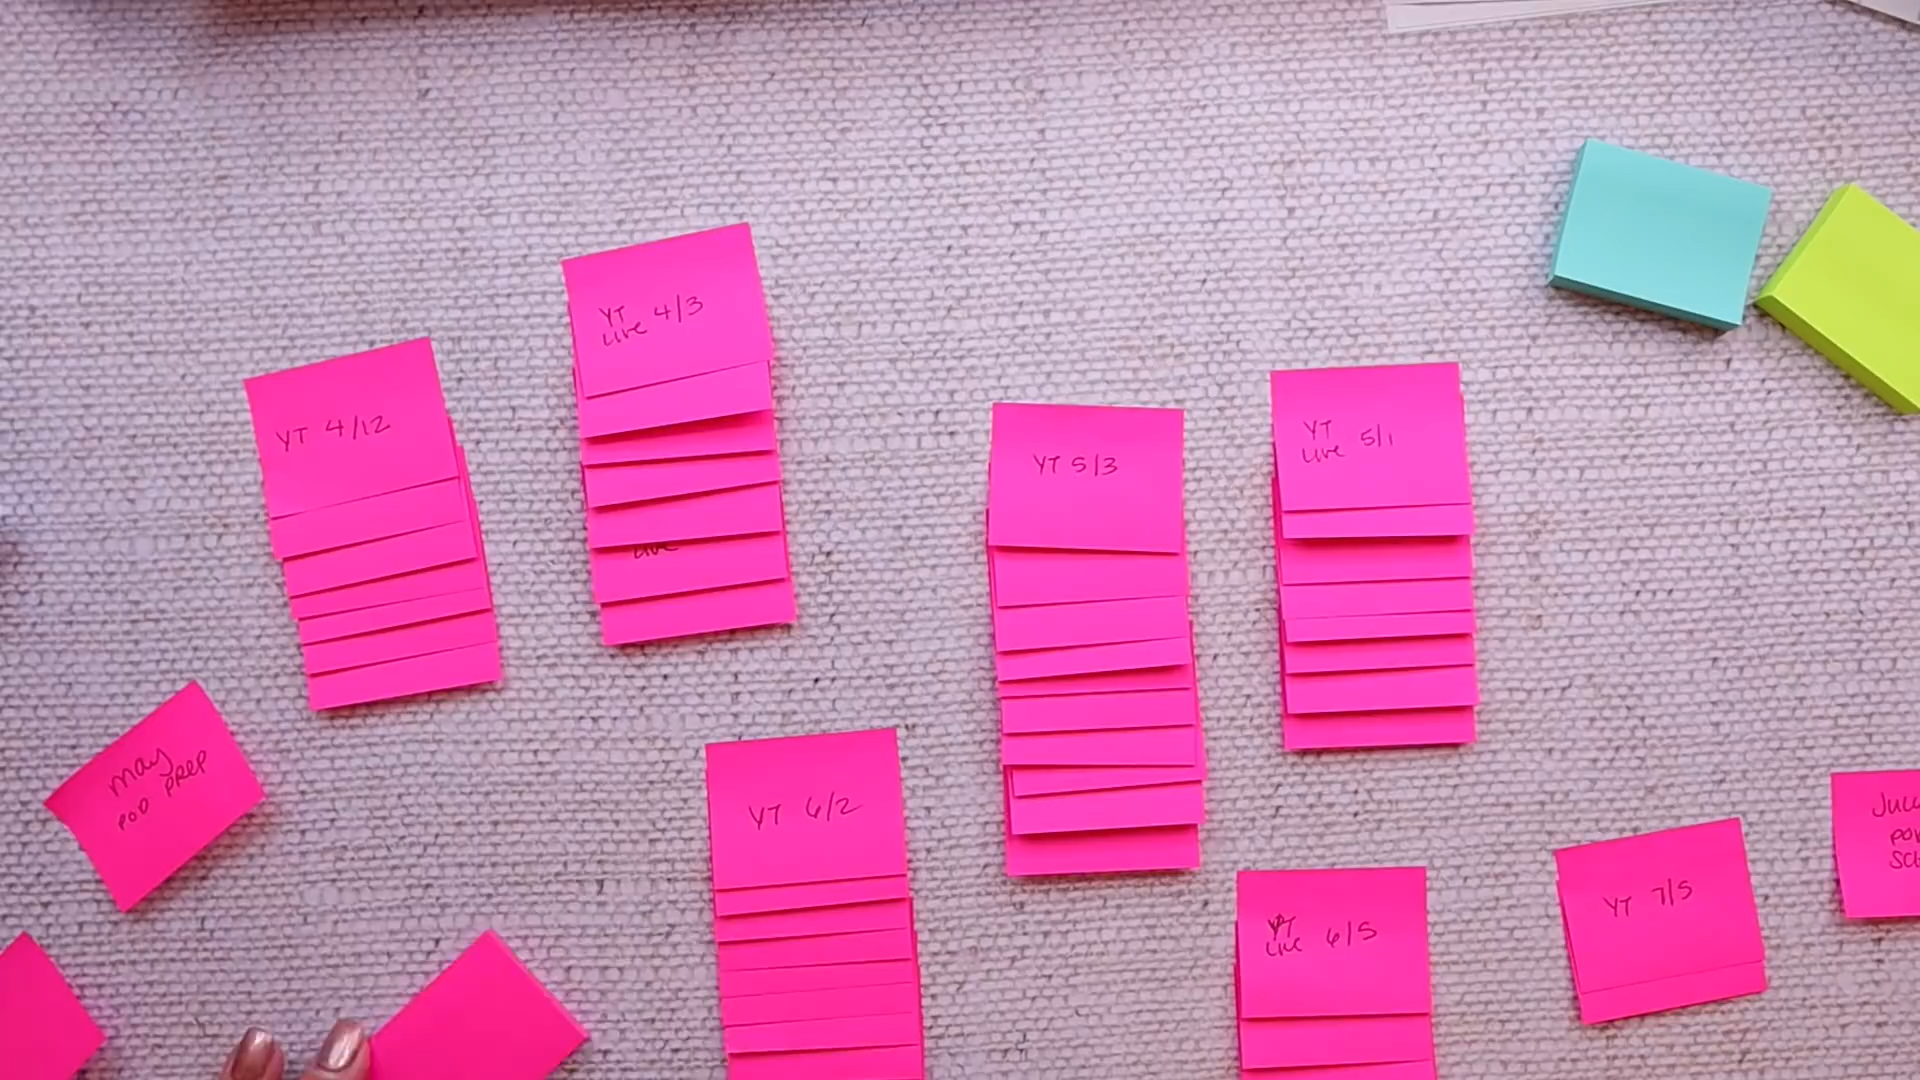 YT 4/12
YT
Live 4/3
Live
YT 5/3
YT
Live 5/1
May
POD PREP
YT 6/2
YT
Live 6/5
YT 7/5